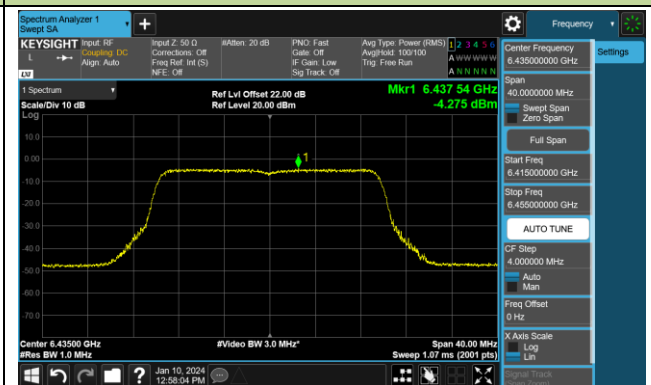 Spectrum Analyzer 1
Swept SA
+
Frequency
KEYSIGHT
L
LXI
Input: RF
Coupling: DC
Align: Auto
Input Z: 50 Ω
Corrections: Off
Freq Ref: Int (S)
NFE: Off
#Atten: 20 dB
PNO: Fast
Gate: Off
IF Gain: Low
Sig Track: Off
Avg Type: Power (RMS)
Avg|Hold: 100/100
Trig: Free Run
1 2 3 4 5 6
A W W W W W
A N N N N N
1 Spectrum
Scale/Div 10 dB
Log
Ref Lvl Offset 22.00 dB
Ref Level 20.00 dBm
Mkr1 6.437 54 GHz
-4.275 dBm
1
10.0
0.00
-10.0
-20.0
-30.0
-40.0
-50.0
-60.0
-70.0
Center 6.43500 GHz
#Res BW 1.0 MHz
#Video BW 3.0 MHz*
Span 40.00 MHz
Sweep 1.07 ms (2001 pts)
?
Jan 10, 2024
12:58:04 PM
Center Frequency
6.435000000 GHz
Span
40.0000000 MHz
Swept Span
Zero Span
Full Span
Start Freq
6.415000000 GHz
Stop Freq
6.455000000 GHz
AUTO TUNE
CF Step
4.000000 MHz
Auto
Man
Freq Offset
0 Hz
X Axis Scale
Log
Lin
Signal Track
Settings